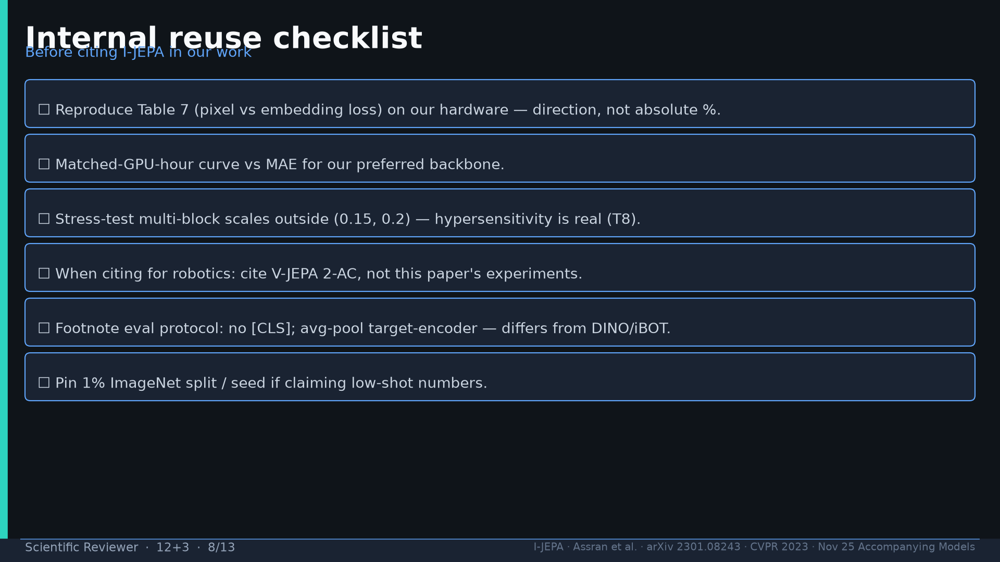 Internal reuse checklist
Before citing I-JEPA in our work
☐ Reproduce Table 7 (pixel vs embedding loss) on our hardware — direction, not absolute %.
☐ Matched-GPU-hour curve vs MAE for our preferred backbone.
☐ Stress-test multi-block scales outside (0.15, 0.2) — hypersensitivity is real (T8).
☐ When citing for robotics: cite V-JEPA 2-AC, not this paper's experiments.
☐ Footnote eval protocol: no [CLS]; avg-pool target-encoder — differs from DINO/iBOT.
☐ Pin 1% ImageNet split / seed if claiming low-shot numbers.
Scientific Reviewer · 12+3 · 8/13
I-JEPA · Assran et al. · arXiv 2301.08243 · CVPR 2023 · Nov 25 Accompanying Models